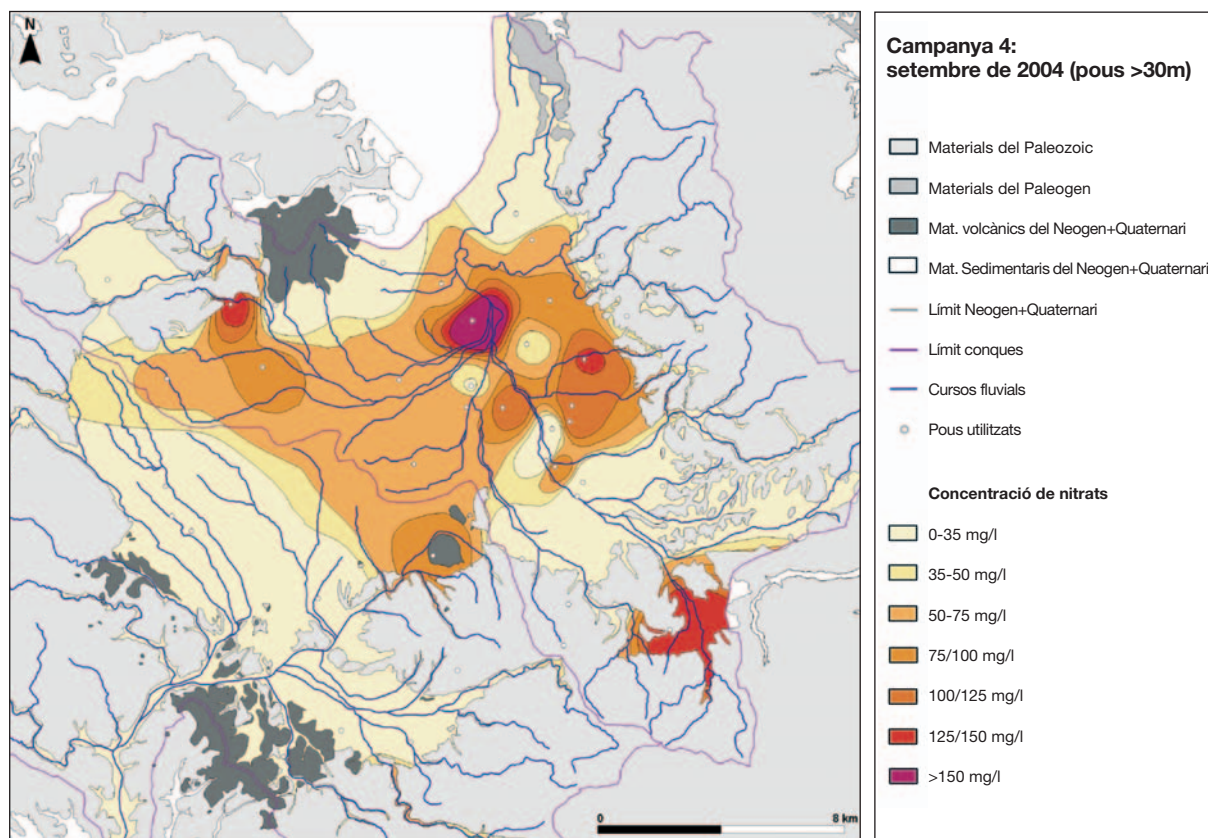 N
0
8 km
Campanya 4:
setembre de 2004 (pous >30m)
Materials del Paleozoic
Materials del Paleogen
Mat. volcànics del Neogen+Quaternari
Mat. Sedimentaris del Neogen+Quaternari
Límit Neogen+Quaternari
Límit conques
Cursos fluvials
Pous utilitzats
Concentració de nitrats
0-35 mg/l
35-50 mg/l
50-75 mg/l
75/100 mg/l
100/125 mg/l
125/150 mg/l
>150 mg/l